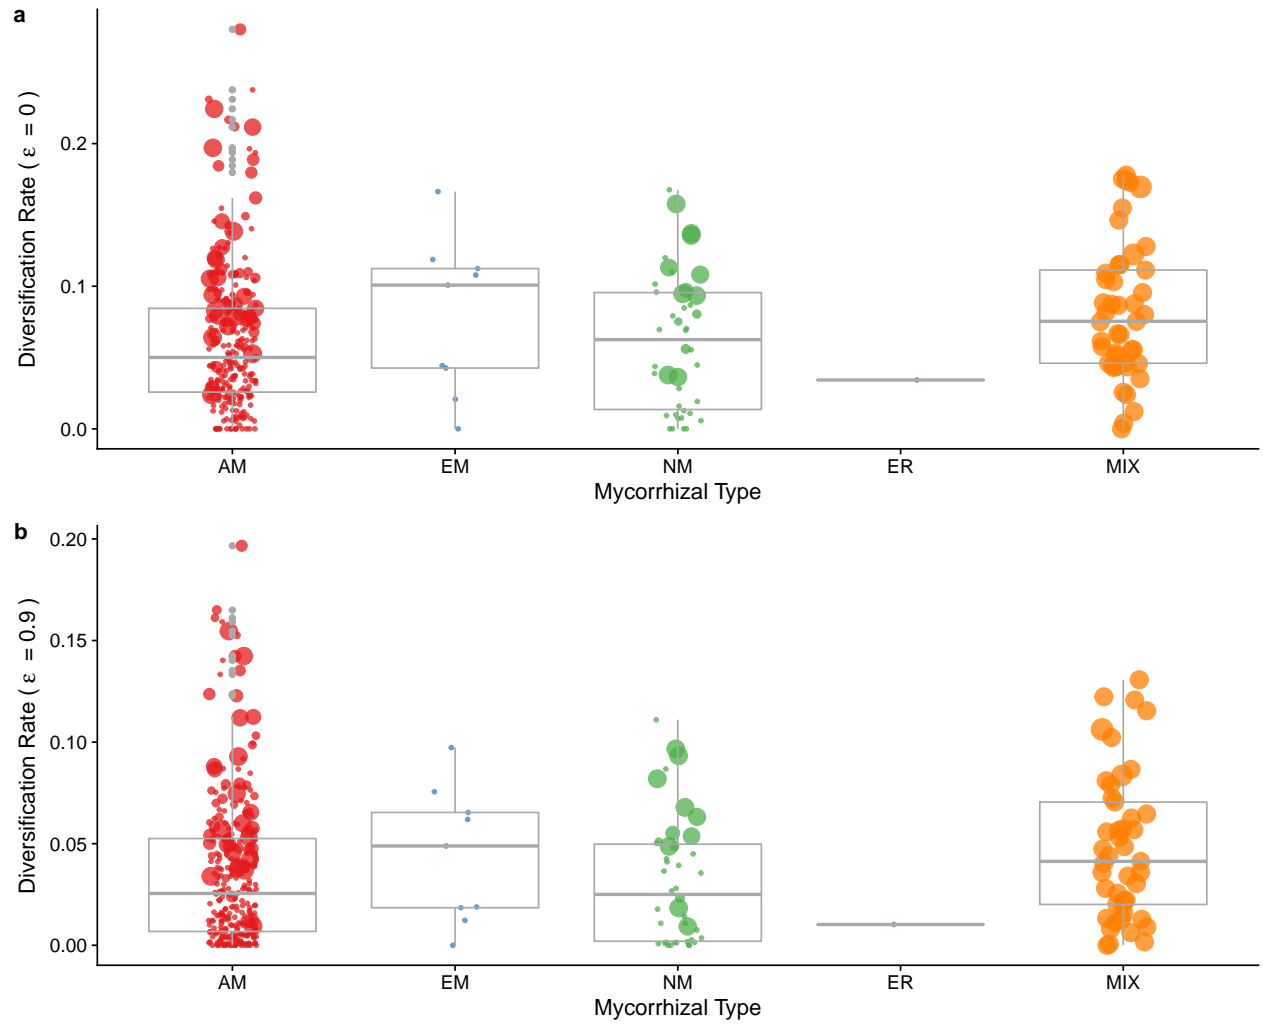 a
Diversification Rate ( ε = 0 )
0.2
0.1
0.0
AM EM NM ER MIX
Mycorrhizal Type
b
Diversification Rate ( ε = 0.9 )
0.20
0.15
0.10
0.05
0.00
AM EM NM ER MIX
Mycorrhizal Type